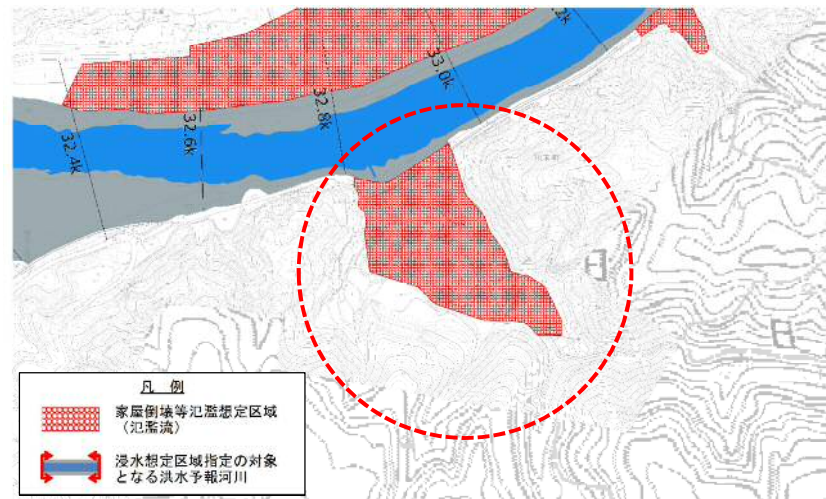 33.0k
32.8k
32.6k
32.4k
凡 例
家屋倒壊等氾濫想定区域
(氾濫流)
浸水想定区域指定の対象
となる洪水予報河川